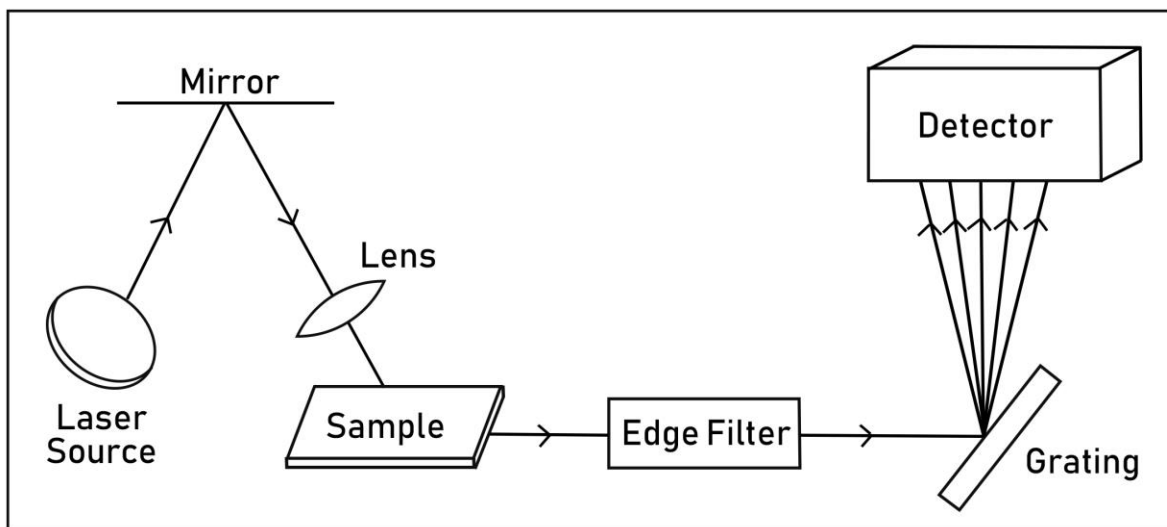 Mirror
Detector
Lens
Laser
Source
Sample
Edge Filter
Grating